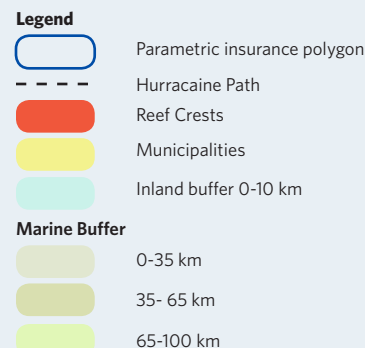 Legend
Parametric insurance polygon
Hurracaine Path
Reef Crests
Municipalities
Inland buffer 0-10 km
Marine Buffer
0-35 km
35- 65 km
65-100 km